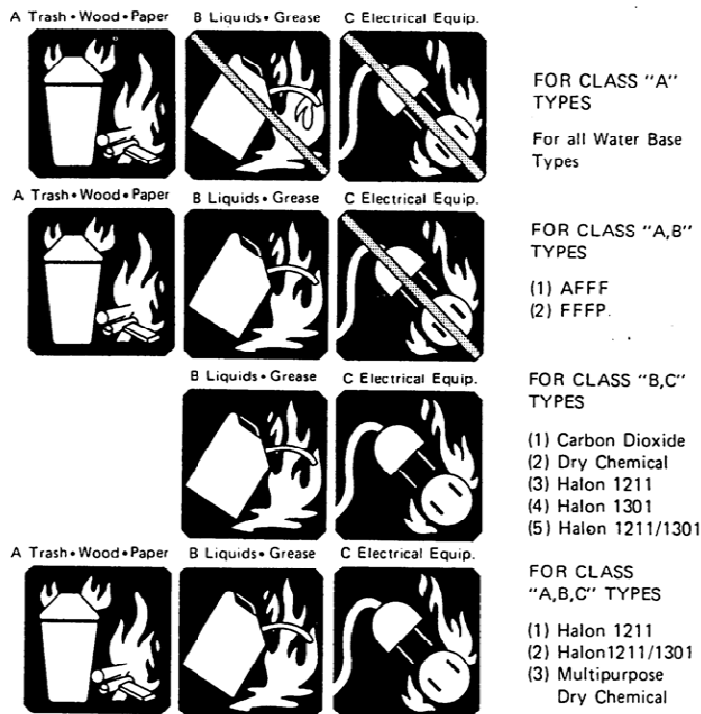 A Trash • Wood • Paper B Liquids • Grease C Electrical Equip.
FOR CLASS "A"
TYPES
For all Water Base
Types
A Trash • Wood • Paper B Liquids • Grease C Electrical Equip.
FOR CLASS "A,B"
TYPES
(1) AFFF
(2) FFFP.
B Liquids • Grease C Electrical Equip.
FOR CLASS "B,C"
TYPES
(1) Carbon Dioxide
(2) Dry Chemical
(3) Halon 1211
(4) Halon 1301
(5) Halon 1211/1301
A Trash • Wood • Paper B Liquids • Grease C Electrical Equip.
FOR CLASS
"A,B,C" TYPES
(1) Halon 1211
(2) Halon1211/1301
(3) Multipurpose
Dry Chemical